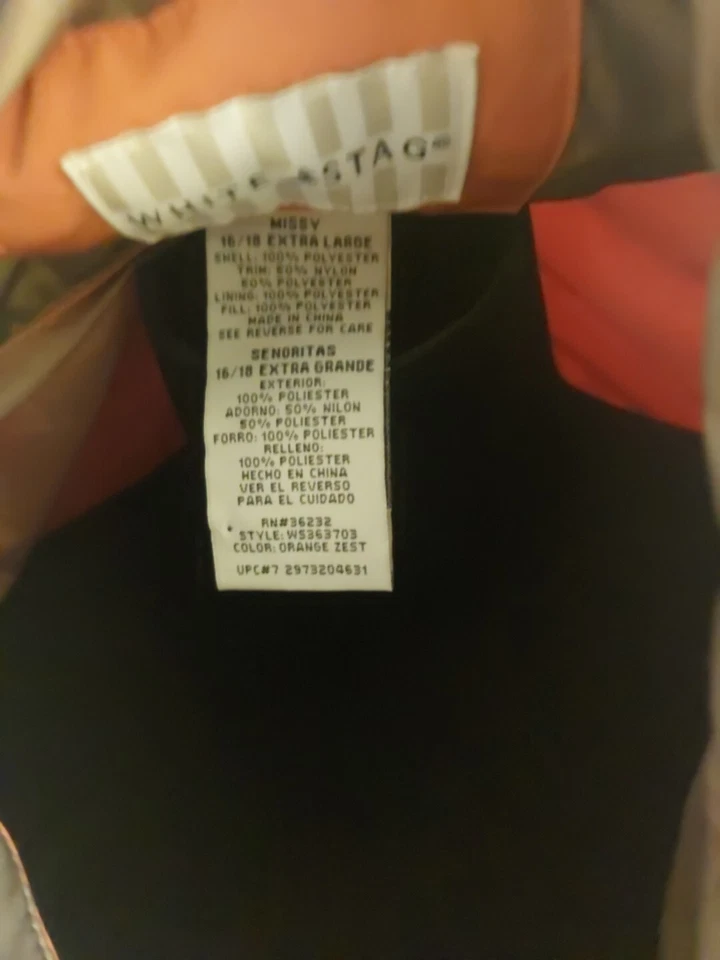 WHITE STAG®
MISSY
16/18 EXTRA LARGE
SHELL: 100% POLYESTER
TRIM: 50% NYLON
50% POLYESTER
LINING: 100% POLYESTER
FILL: 100% POLYESTER
MADE IN CHINA
SEE REVERSE FOR CARE
SENORITAS
16/18 EXTRA GRANDE
EXTERIOR:
100% POLIESTER
ADORNO: 50% NILON
50% POLIESTER
FORRO: 100% POLIESTER
RELLENO:
100% POLIESTER
HECHO EN CHINA
VER EL REVERSO
PARA EL CUIDADO
RN#36232
STYLE: WS363703
COLOR: ORANGE ZEST
UPC#7 2973204631